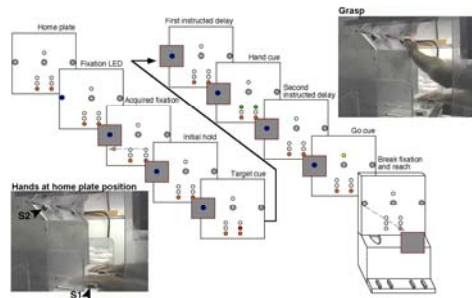 Home plate
Fixation LED
Acquired fixation
Initial hold
Target cue
First instructed delay
Hand cue
Second
instructed delay
Go cue
Break fixation
and reach
Grasp
Hands at home plate position
S2
S1